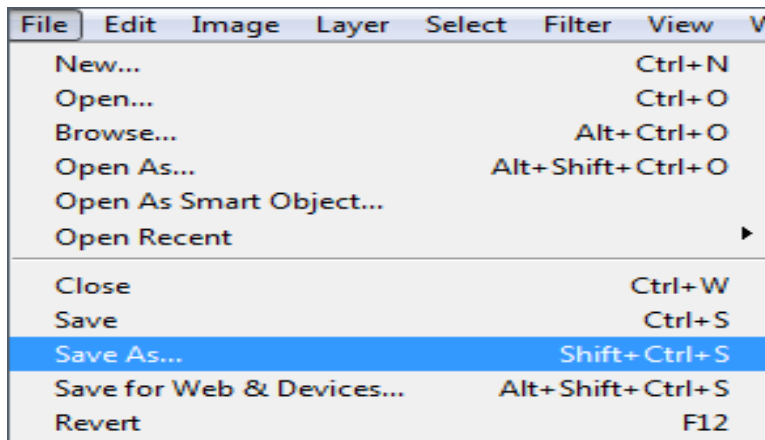 File Edit Image Layer Select Filter View
New... Ctrl+N
Open... Ctrl+O
Browse... Alt+Ctrl+O
Open As... Alt+Shift+Ctrl+O
Open As Smart Object...
Open Recent
Close Ctrl+W
Save Ctrl+S
Save As... Shift+Ctrl+S
Save for Web & Devices... Alt+Shift+Ctrl+S
Revert F12